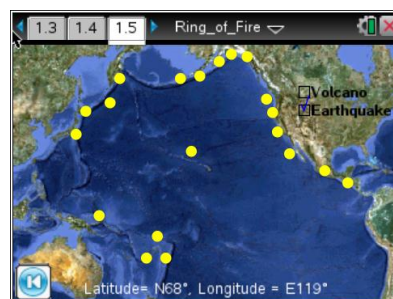 1.3 1.4 1.5 Ring_of_Fire
Volcano
Earthquake
Latitude= N68°, Longitude = E119°